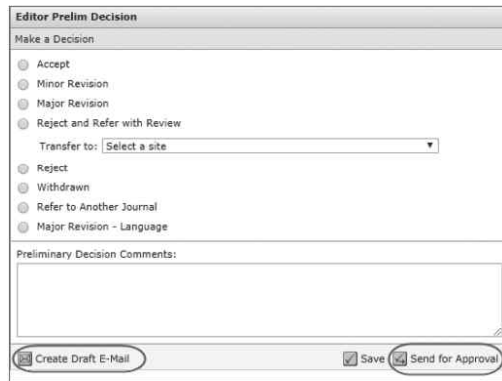 Editor Prelim Decision
Make a Decision
Accept
Minor Revision
Major Revision
Reject and Refer with Review
Transfer to: Select a site
Reject
Withdrawn
Refer to Another Journal
Major Revision - Language
Preliminary Decision Comments:
Create Draft E-Mail Save Send for Approval